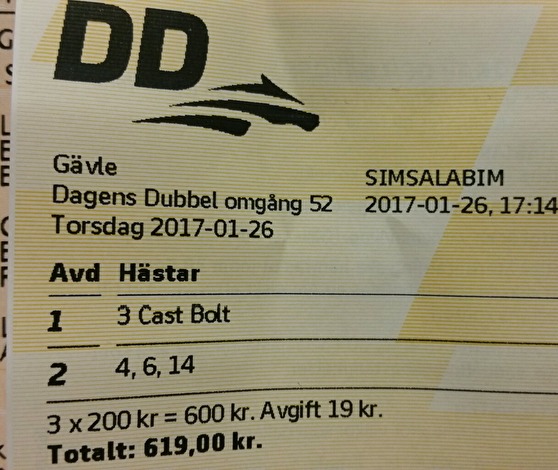 DD
Gävle
SIMSALABIM
Dagens Dubbel omgång 52
2017-01-26, 17:14
Torsdag 2017-01-26
Avd Hästar
1 3 Cast Bolt
2 4, 6, 14
3 x 200 kr = 600 kr. Avgift 19 kr.
Totalt: 619,00 kr.